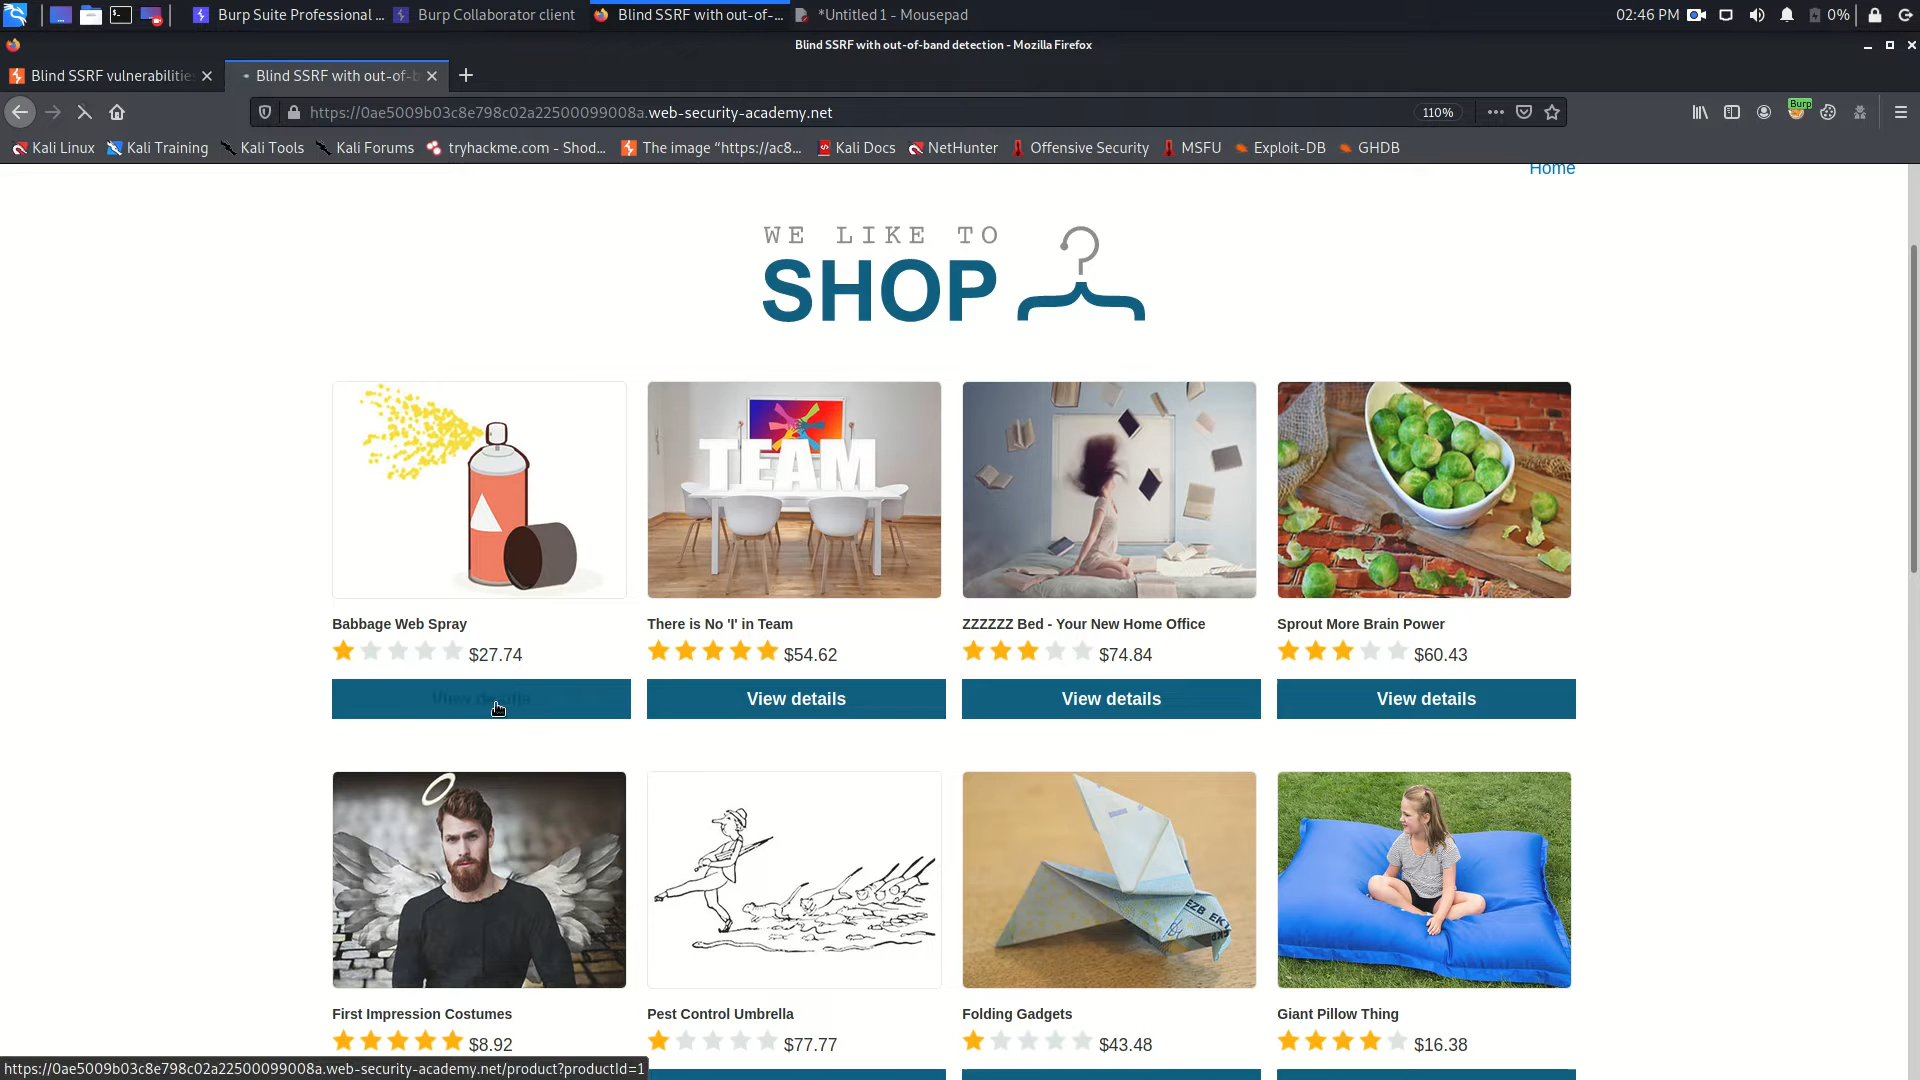 Burp Suite Professional ... Burp Collaborator client Blind SSRF with out-of-... *Untitled 1 - Mousepad 02:46 PM 0%
Blind SSRF with out-of-band detection - Mozilla Firefox
Blind SSRF vulnerabilitie Blind SSRF with out-of-b
https://0ae5009b03c8e798c02a22500099008a.web-security-academy.net 110% Burp
Kali Linux Kali Training Kali Tools Kali Forums tryhackme.com - Shod... The image “https://ac8... Kali Docs NetHunter Offensive Security MSFU Exploit-DB GHDB
Home
WE LIKE TO
SHOP
TEAM
Babbage Web Spray There is No 'I' in Team ZZZZZZ Bed - Your New Home Office Sprout More Brain Power
$27.74 $54.62 $74.84 $60.43
View details View details View details View details
EZB EK
First Impression Costumes Pest Control Umbrella Folding Gadgets Giant Pillow Thing
$8.92 $77.77 $43.48 $16.38
https://0ae5009b03c8e798c02a22500099008a.web-security-academy.net/product?productId=1